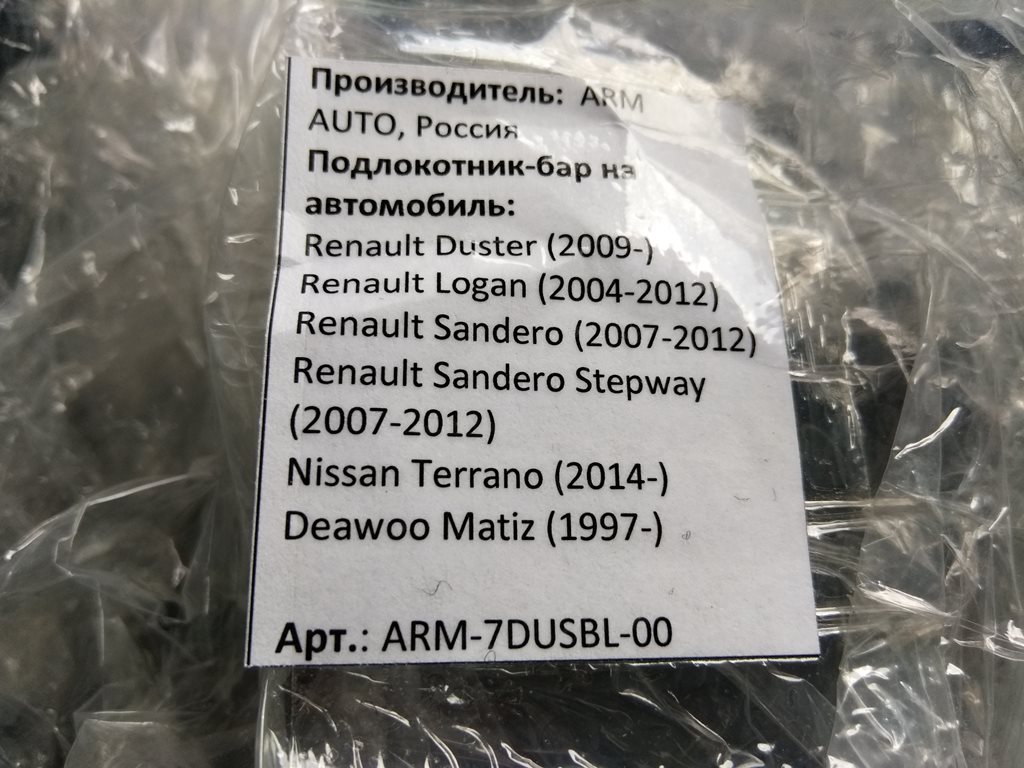 Производитель: ARM
AUTO, Россия
Подлокотник-бар на
автомобиль:
Renault Duster (2009-)
Renault Logan (2004-2012)
Renault Sandero (2007-2012)
Renault Sandero Stepway
(2007-2012)
Nissan Terrano (2014-)
Deawoo Matiz (1997-)
Арт.: ARM-7DUSBL-00